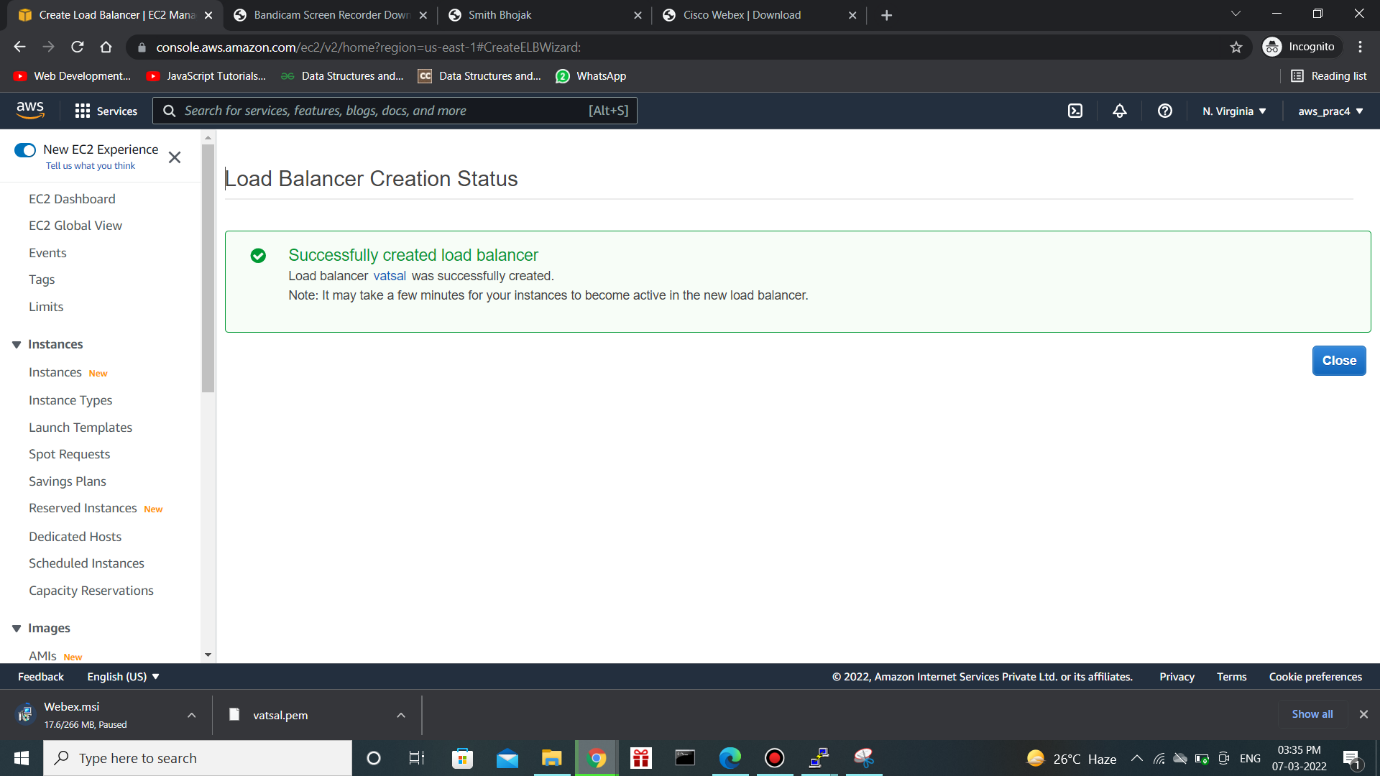 Create Load Balancer | EC2 Mana
Bandicam Screen Recorder Down
Smith Bhojak
Cisco Webex | Download
console.aws.amazon.com/ec2/v2/home?region=us-east-1#CreateELBWizard:
Incognito
Web Development...
JavaScript Tutorials...
Data Structures and...
CC
Data Structures and...
2
WhatsApp
Reading list
aws
Services
Search for services, features, blogs, docs, and more
[Alt+S]
N. Virginia
aws_prac4
New EC2 Experience
Tell us what you think
EC2 Dashboard
EC2 Global View
Events
Tags
Limits
Instances
Instances New
Instance Types
Launch Templates
Spot Requests
Savings Plans
Reserved Instances New
Dedicated Hosts
Scheduled Instances
Capacity Reservations
Images
AMIs New
Load Balancer Creation Status
Successfully created load balancer
Load balancer vatsal was successfully created.
Note: It may take a few minutes for your instances to become active in the new load balancer.
Close
Feedback
English (US)
© 2022, Amazon Internet Services Private Ltd. or its affiliates.
Privacy
Terms
Cookie preferences
Webex.msi
17.6/266 MB, Paused
vatsal.pem
Show all
Type here to search
26°C Haze
ENG
03:35 PM
07-03-2022
1